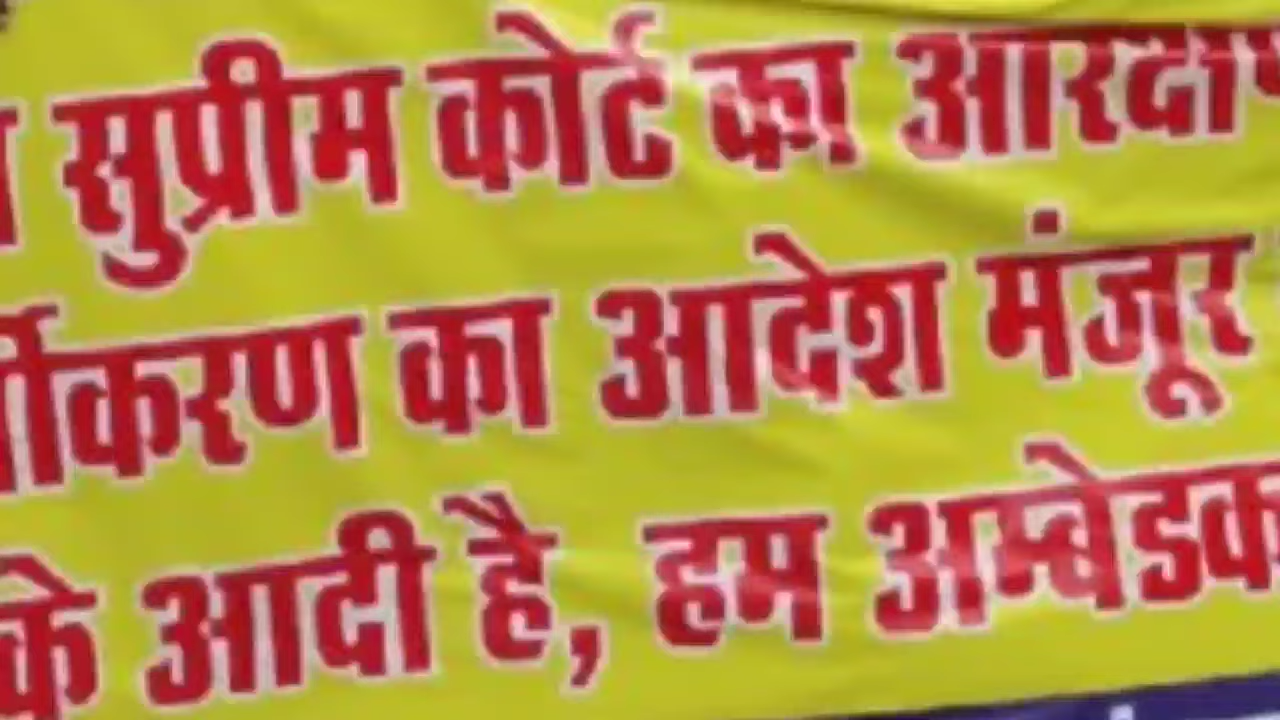 सुप्रीम कोर्ट का
करण का आदेश मंजूर
के आदी है, हम